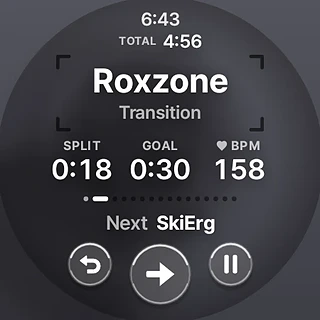 6:43
TOTAL 4:56
Roxzone
Transition
SPLIT GOAL BPM
0:18 0:30 158
Next SkiErg